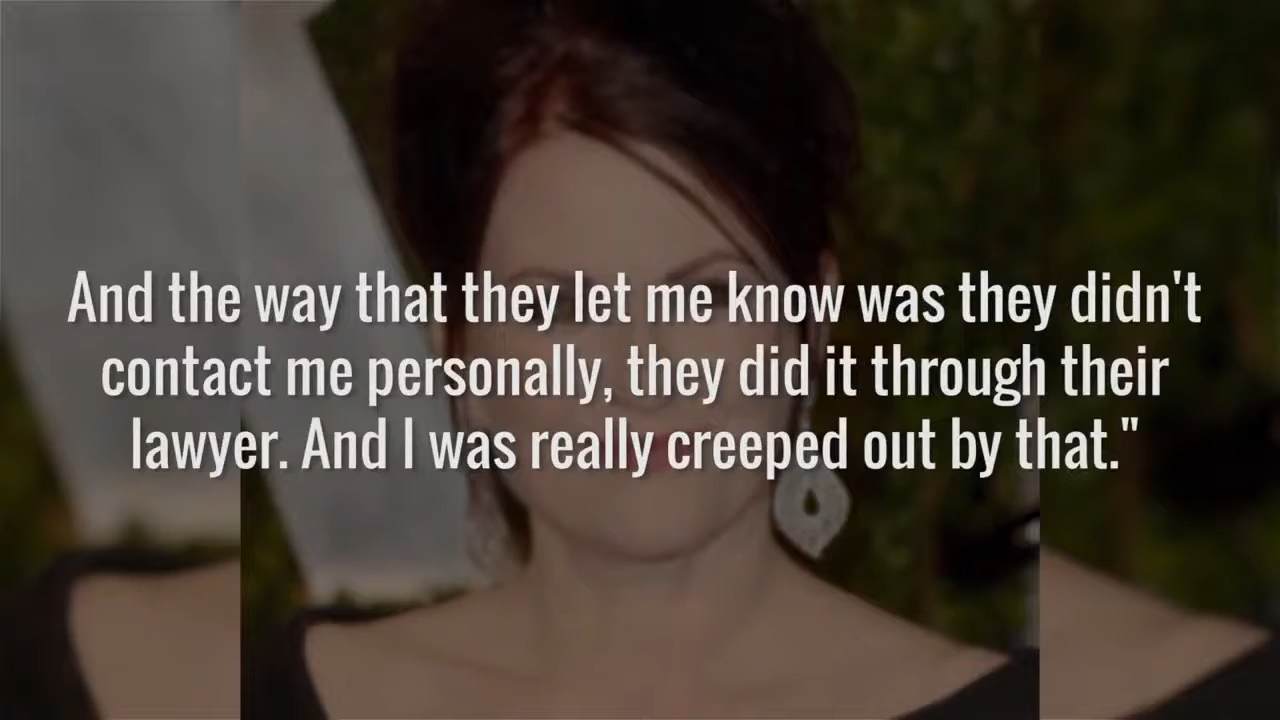 And the way that they let me know was they didn't
contact me personally, they did it through their
lawyer. And I was really creeped out by that."